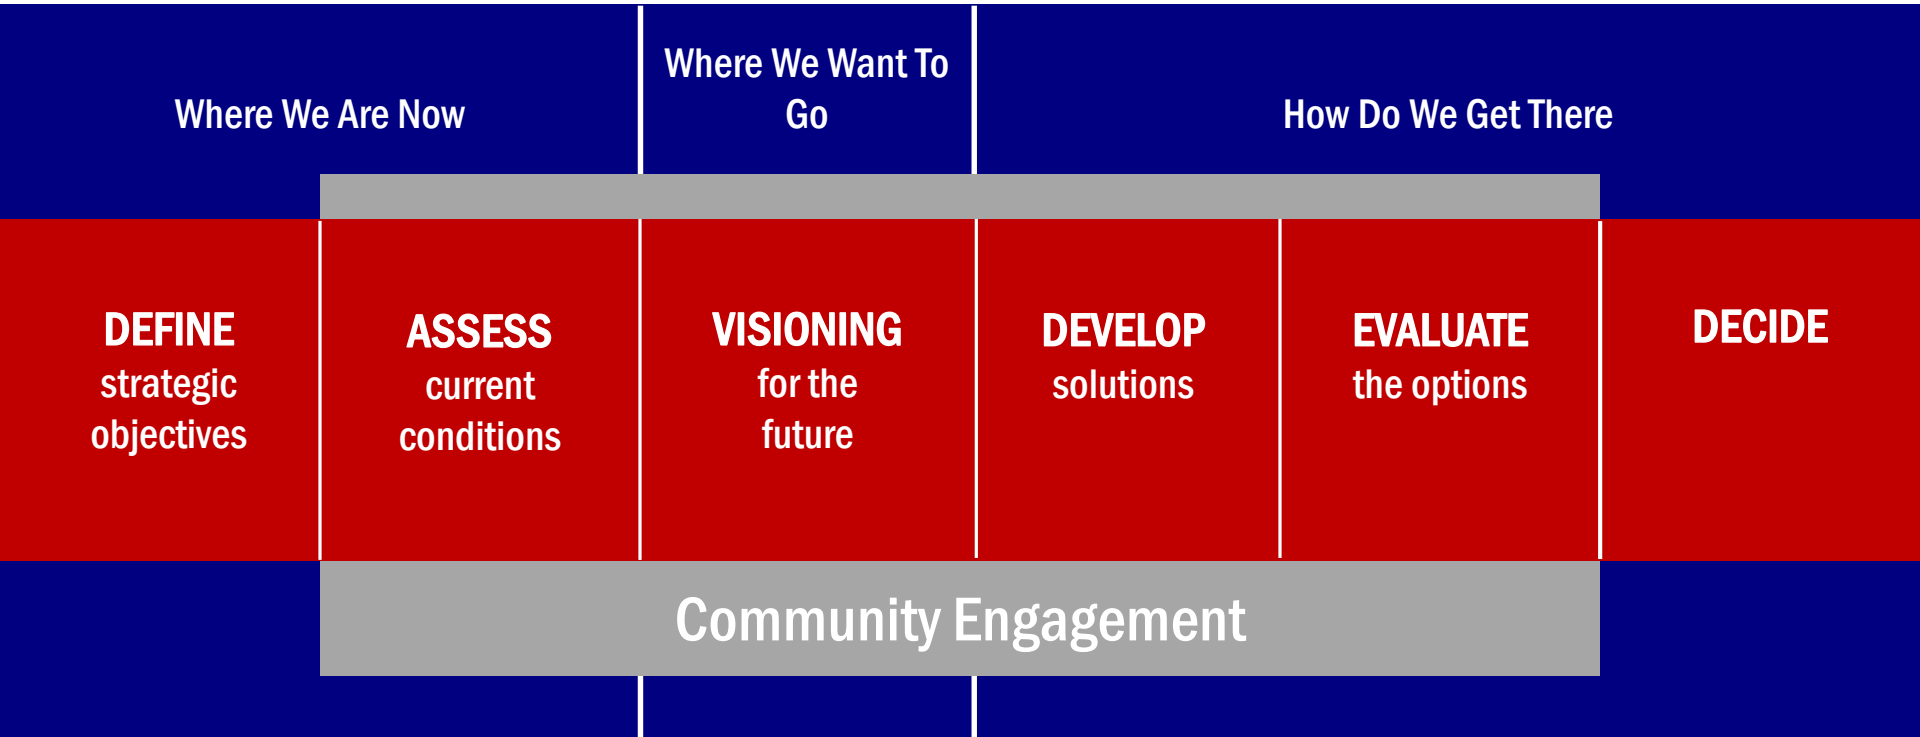 Where We Are Now
Where We Want To
Go
How Do We Get There
DEFINE
strategic
objectives
ASSESS
current
conditions
VISIONING
for the
future
DEVELOP
solutions
EVALUATE
the options
DECIDE
Community Engagement